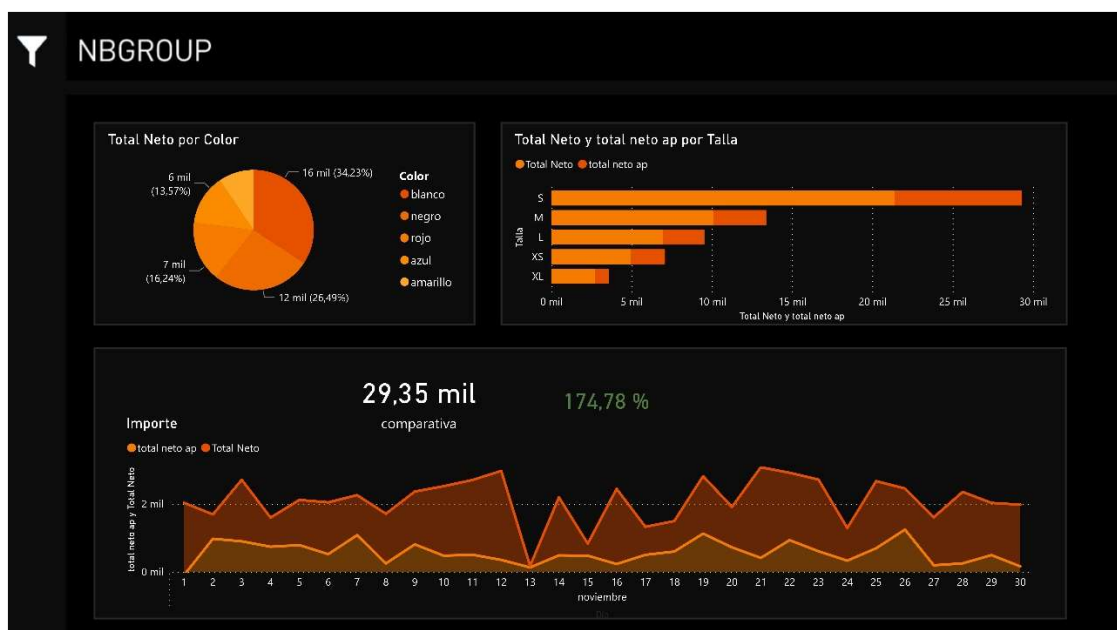 NBGROUP
Total Neto por Color
16 mil (34,23%)
12 mil (26,49%)
7 mil
(16,24%)
6 mil
(13,57%)
Color
blanco
negro
rojo
azul
amarillo
Total Neto y total neto ap por Talla
Total Neto total neto ap
Talla
S
M
L
XS
XL
0 mil 5 mil 10 mil 15 mil 20 mil 25 mil 30 mil
Total Neto y total neto ap
29,35 mil
comparativa
174,78 %
Importe
total neto ap Total Neto
total neto ap y Total Neto
2 mil
0 mil
1 2 3 4 5 6 7 8 9 10 11 12 13 14 15 16 17 18 19 20 21 22 23 24 25 26 27 28 29 30
noviembre
Día